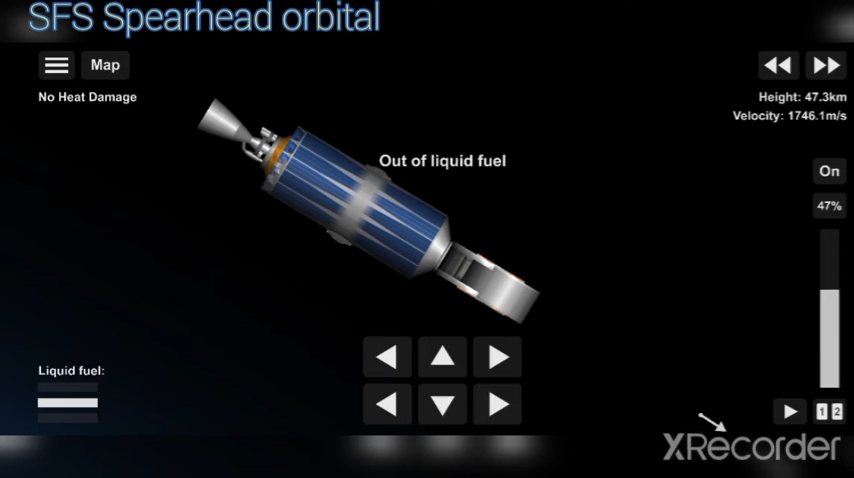 SFS Spearhead orbital
Map
No Heat Damage
Height: 47.3km
Velocity: 1746.1m/s
Out of liquid fuel
On
47%
Liquid fuel:
1 2
XRecorder